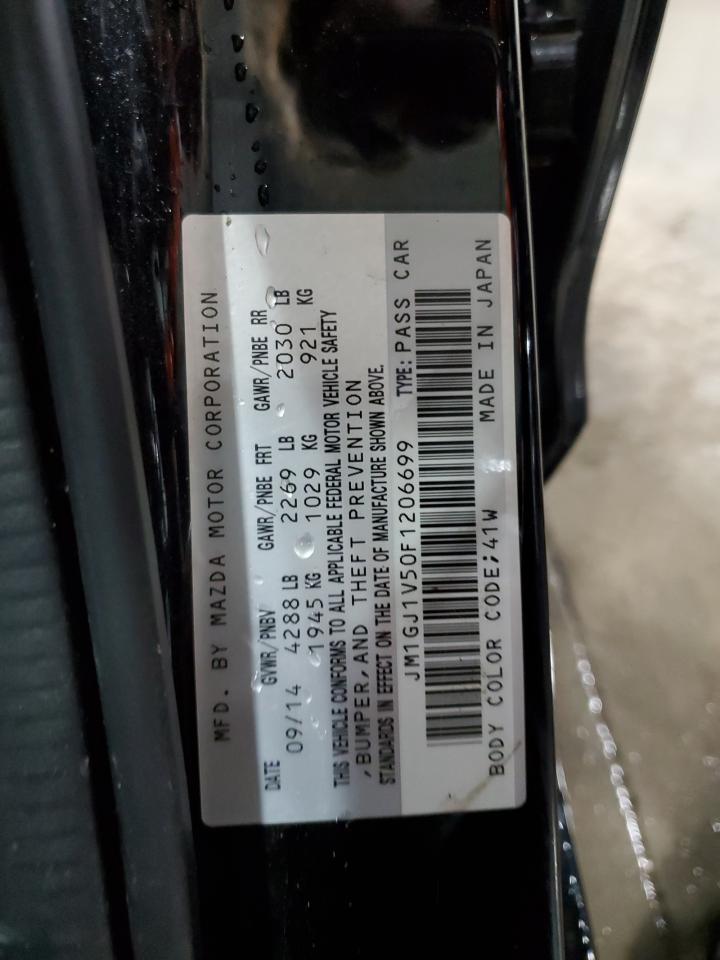 MFD. BY MAZDA MOTOR CORPORATION
DATE GVWR/PNBV GAWR/PNBE FRT GAWR/PNBE RR
09/14 4288 LB 2269 LB 2030 LB
1945 KG 1029 KG 921 KG
THIS VEHICLE CONFORMS TO ALL APPLICABLE FEDERAL MOTOR VEHICLE SAFETY
,BUMPER,AND THEFT PREVENTION
STANDARDS IN EFFECT ON THE DATE OF MANUFACTURE SHOWN ABOVE.
JM1GJ1V50F1206699 TYPE: PASS CAR
BODY COLOR CODE;41W MADE IN JAPAN